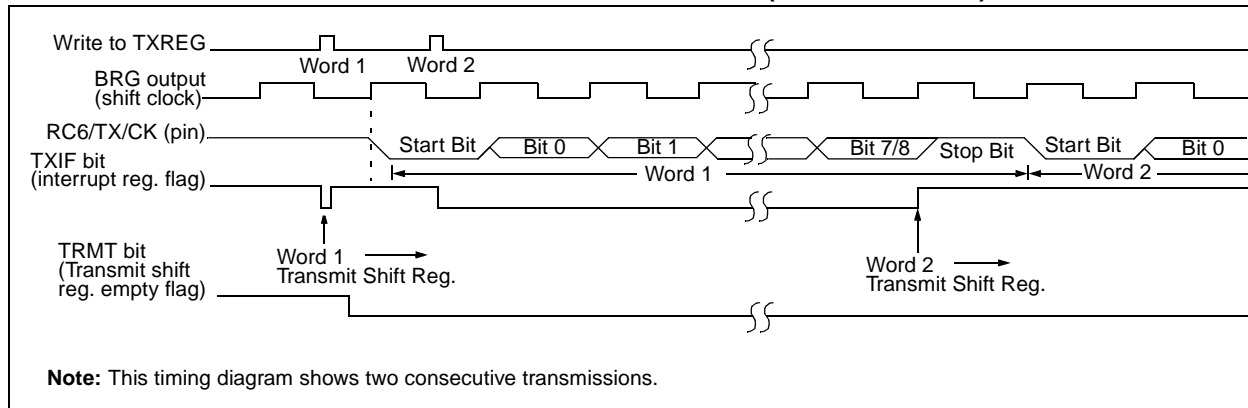 Write to TXREG
Word 1
Word 2
BRG output
(shift clock)
RC6/TX/CK (pin)
Start Bit
Bit 0
Bit 1
Bit 7/8
Stop Bit
Start Bit
Bit 0
Word 1
Word 2
TXIF bit
(interrupt reg. flag)
Word 1
Transmit Shift Reg.
Word 2
Transmit Shift Reg.
TRMT bit
(Transmit shift
reg. empty flag)
Note: This timing diagram shows two consecutive transmissions.